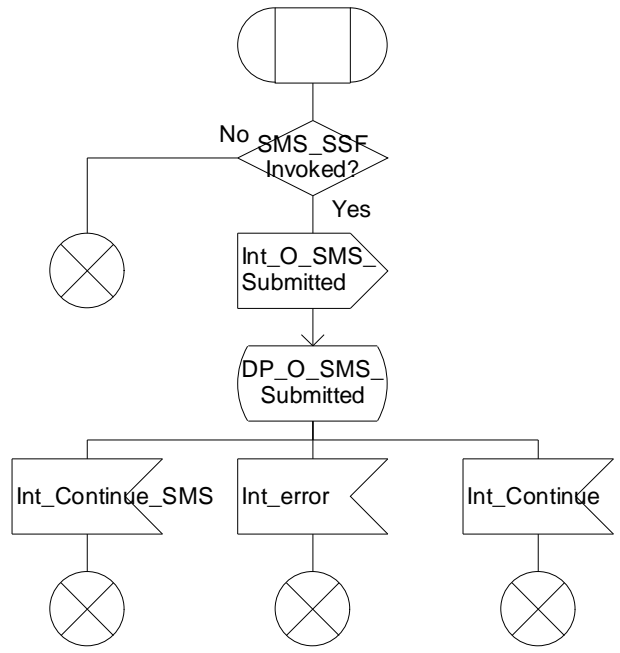 No
SMS_SSF
Invoked?
Yes
Int_O_SMS_
Submitted
DP_O_SMS_
Submitted
Int_Continue_SMS
Int_error
Int_Continue